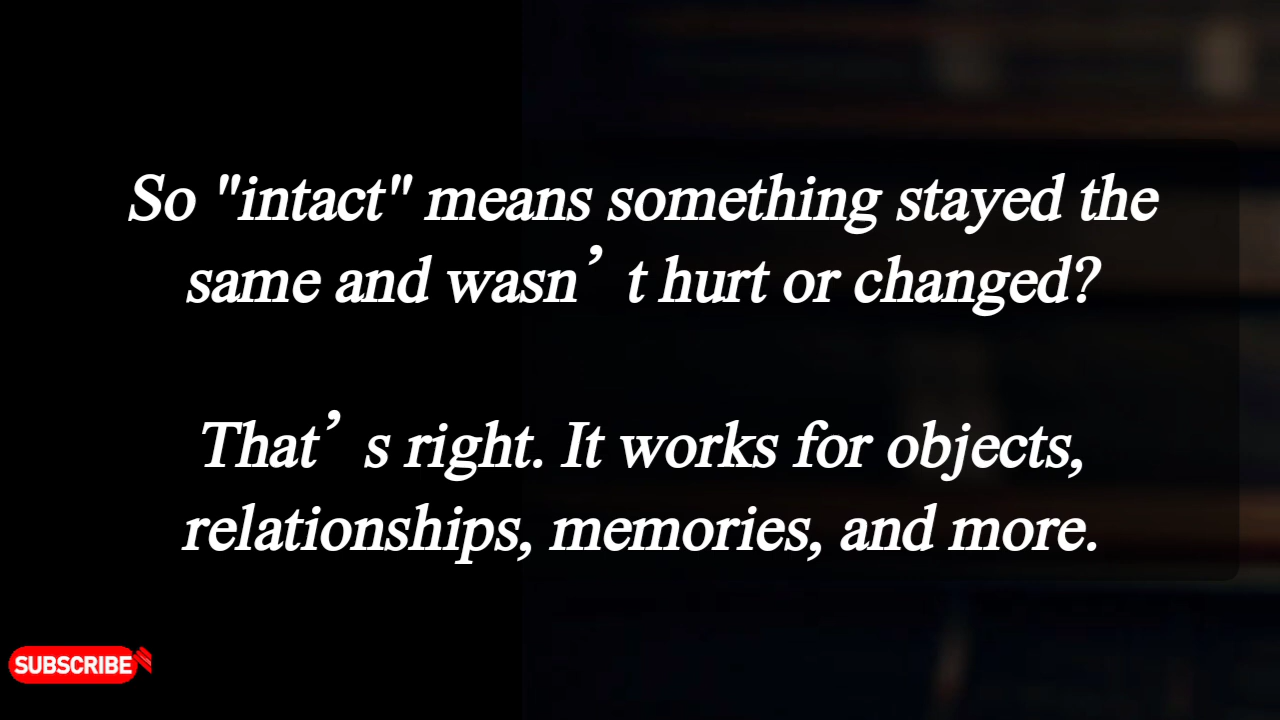 So "intact" means something stayed the
same and wasn’t hurt or changed?
That’s right. It works for objects,
relationships, memories, and more.
SUBSCRIBE